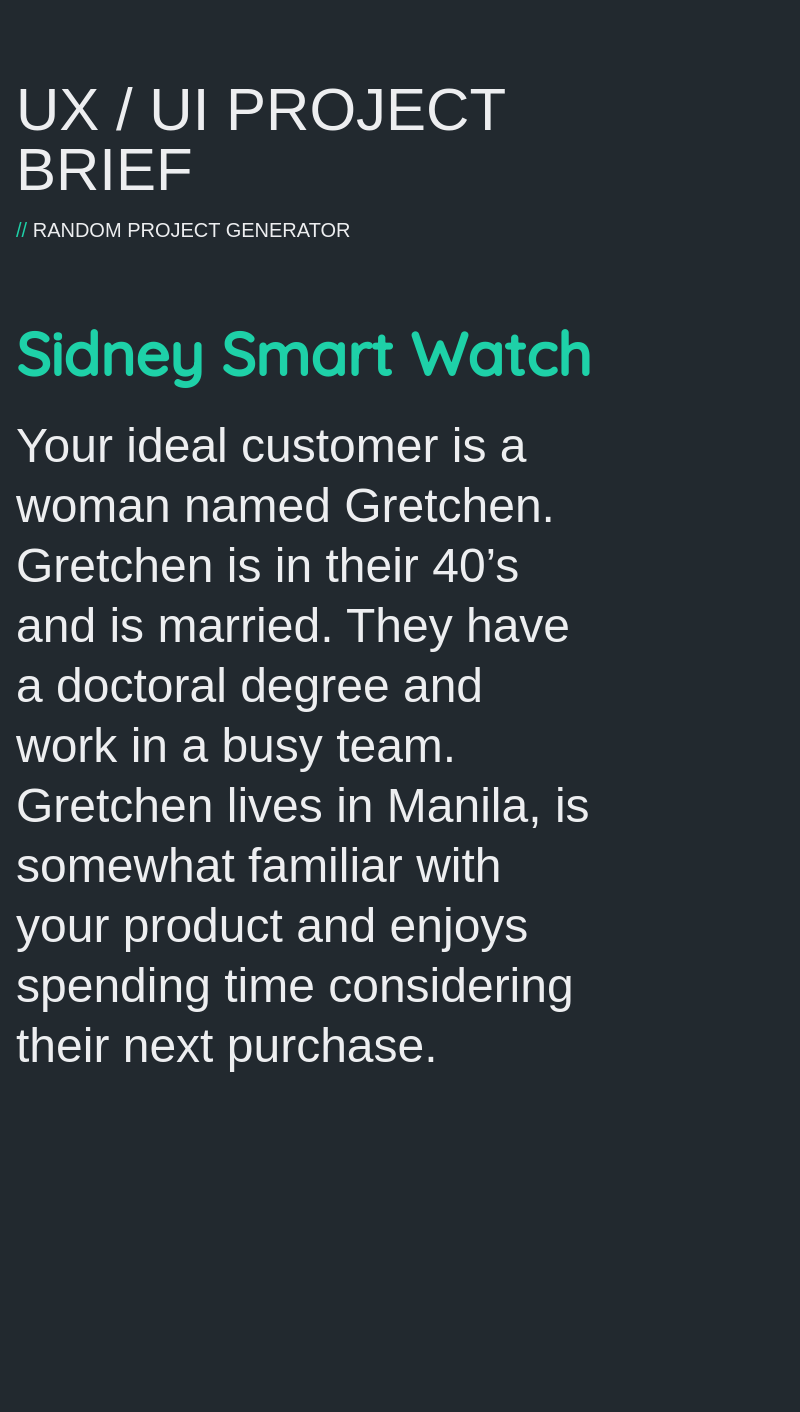 UX / UI PROJECT
BRIEF
// RANDOM PROJECT GENERATOR
Sidney Smart Watch
Your ideal customer is a
woman named Gretchen.
Gretchen is in their 40’s
and is married. They have
a doctoral degree and
work in a busy team.
Gretchen lives in Manila, is
somewhat familiar with
your product and enjoys
spending time considering
their next purchase.